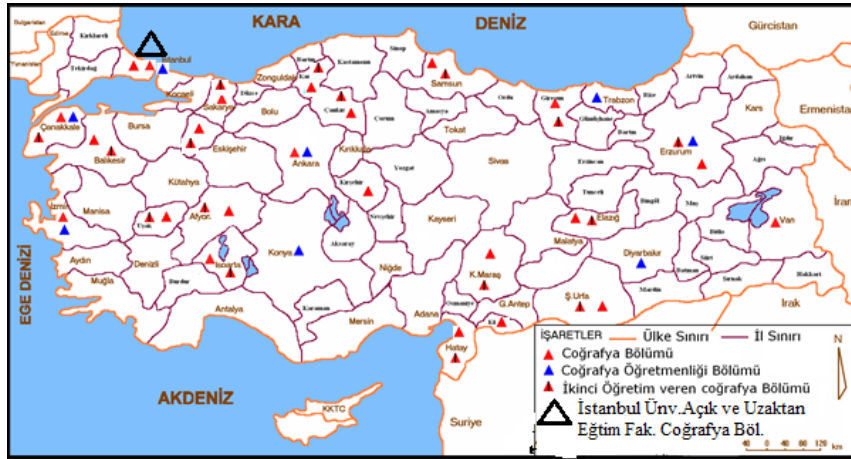 KARA
DENİZ
Gürcistan
Bulgaristan
Edirne
Kırklareli
Yunanistan
Tekirdağ
İstanbul
Kocaeli
Sakarya
Düzce
Zonguldak
Bartın
Kastamonu
Sinop
Samsun
Bolu
Çankırı
Çorum
Amasya
Ordu
Giresun
Trabzon
Rize
Artvin
Ardahan
Gümüşhane
Kars
Ermenistan
Çanakkale
Balıkesir
Bursa
Eskişehir
Ankara
Kırıkkale
Yozgat
Tokat
Sivas
Erzincan
Erzurum
Ağrı
Iğdır
İran
Kütahya
Kırşehir
Tunceli
Bingöl
Muş
Manisa
İzmir
Uşak
Afyon
Nevşehir
Kayseri
Malatya
Elazığ
Bitlis
Van
EGE DENİZİ
Aydın
Denizli
Isparta
Konya
Aksaray
Niğde
K.Maraş
Diyarbakır
Batman
Siirt
Şırnak
Hakkari
Muğla
Burdur
Antalya
Karaman
Mersin
Adana
Osmaniye
G.Antep
Ş.Urfa
Mardin
Irak
Hatay
AKDENİZ
KKTC
Suriye
İŞARETLER
Ülke Sınırı
İl Sınırı
N
Coğrafya Bölümü
Coğrafya Öğretmenliği Bölümü
İkinci Öğretim veren coğrafya Bölümü
İstanbul Ünv.Açık ve Uzaktan
Eğtim Fak. Coğrafya Böl.
40 0 40 80 120
km